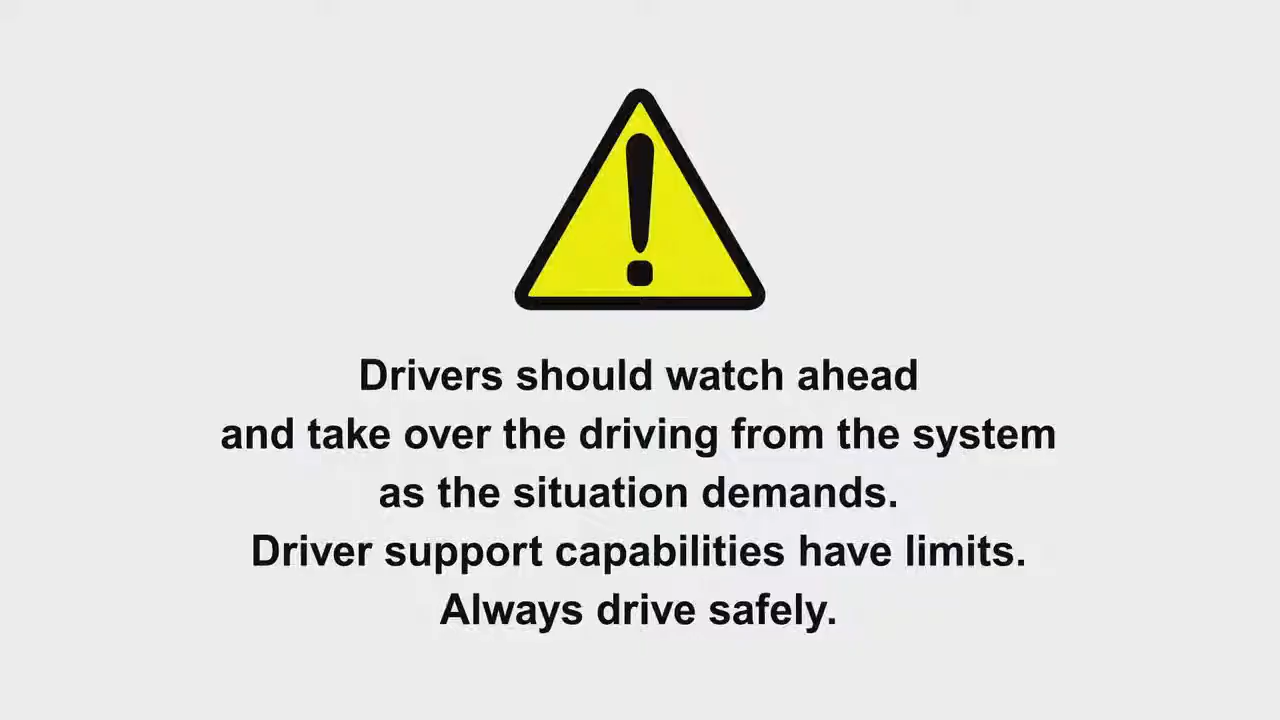 Drivers should watch ahead
and take over the driving from the system
as the situation demands.
Driver support capabilities have limits.
Always drive safely.